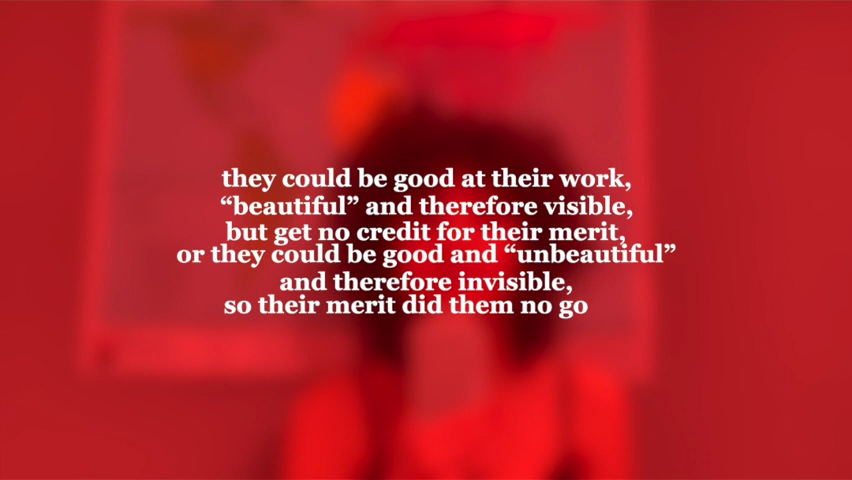 they could be good at their work,
“beautiful” and therefore visible,
but get no credit for their merit,
or they could be good and “unbeautiful”
and therefore invisible,
so their merit did them no go